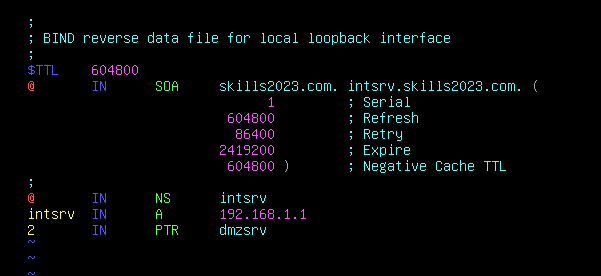 ;
; BIND reverse data file for local loopback interface
;
$TTL    604800
@       IN      SOA     skills2023.com. intsrv.skills2023.com. (
                              1         ; Serial
                         604800         ; Refresh
                          86400         ; Retry
                        2419200         ; Expire
                         604800 )       ; Negative Cache TTL
;
@       IN      NS      intsrv
intsrv  IN      A       192.168.1.1
2       IN      PTR     dmzsrv
~
~
~